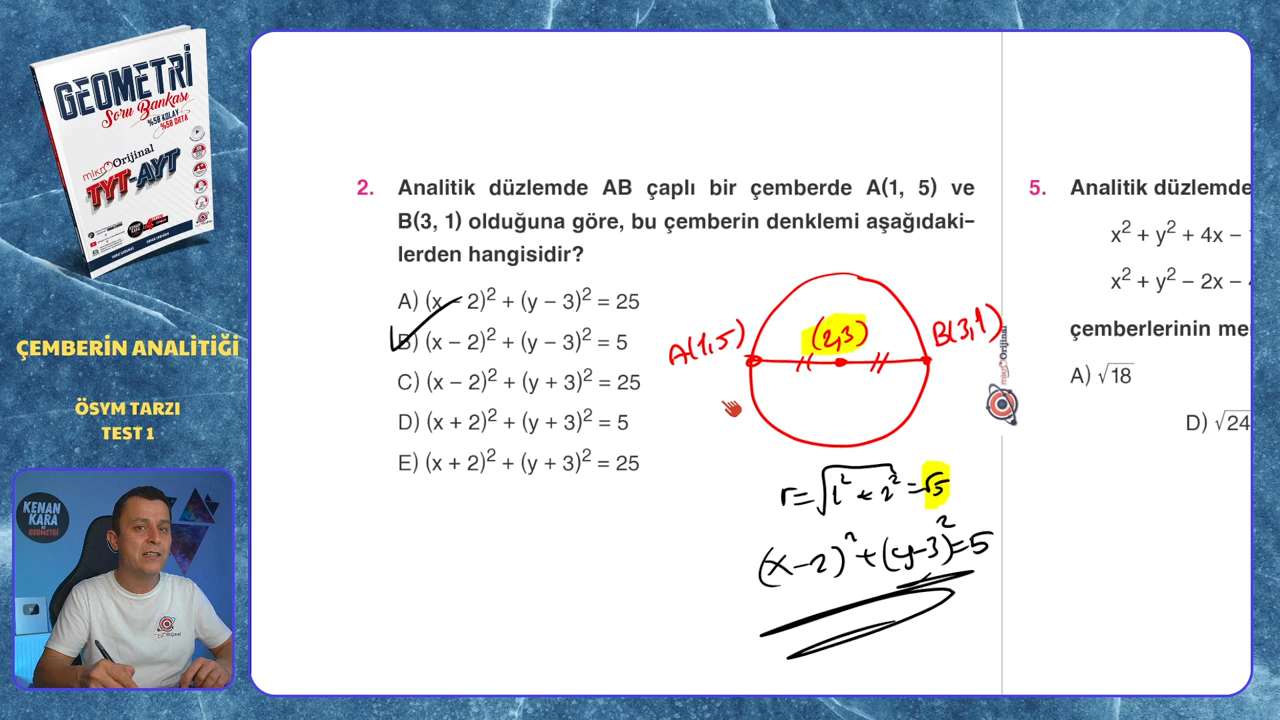 GEOMETRİ
Soru Bankası
%50 KOLAY
%50 ORTA
mikro Orijinal
TYT-AYT
ÇEMBERİN ANALİTİĞİ
ÖSYM TARZI
TEST 1
KENAN
KARA
ile
GEOMETRİ
2. Analitik düzlemde AB çaplı bir çemberde A(1, 5) ve
B(3, 1) olduğuna göre, bu çemberin denklemi aşağıdaki-
lerden hangisidir?
A) (x − 2)² + (y − 3)² = 25
B) (x − 2)² + (y − 3)² = 5
C) (x − 2)² + (y + 3)² = 25
D) (x + 2)² + (y + 3)² = 5
E) (x + 2)² + (y + 3)² = 25
A(1,5)
(2,3)
B(3,1)
r=√1²+2² =√5
(x-2)²+(y-3)²=5
mikro Orijinal
5. Analitik düzlemde
x² + y² + 4x −
x² + y² − 2x −
çemberlerinin me
A) √18
D) √24